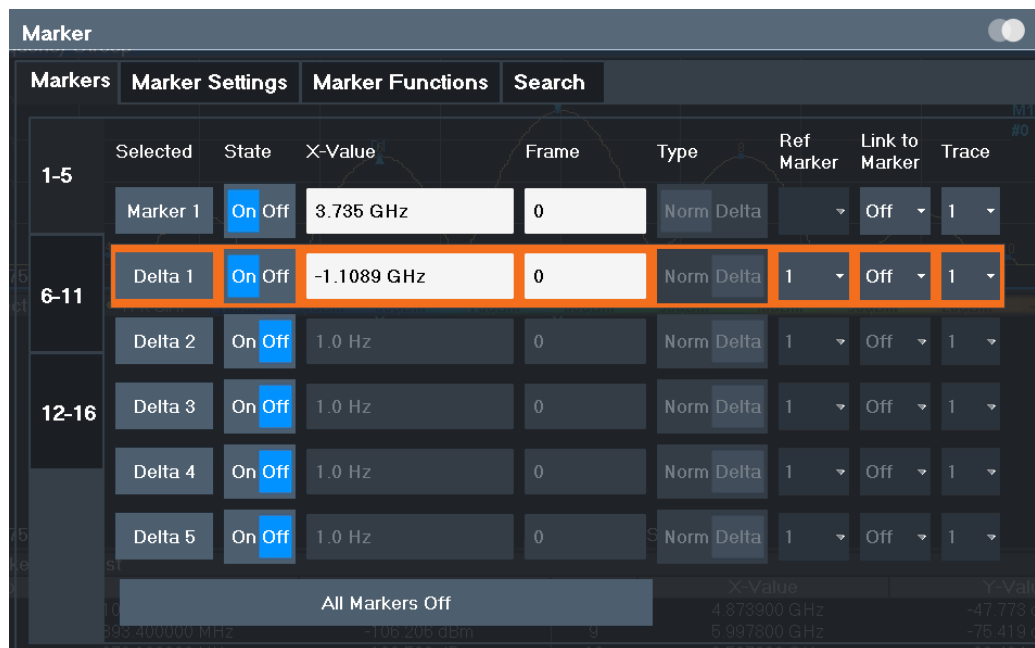 Marker
Markers Marker Settings Marker Functions Search
1-5
6-11
12-16
Selected State X-Value Frame Type Ref Marker Link to Marker Trace
Marker 1 On Off 3.735 GHz 0 Norm Delta Off 1
Delta 1 On Off -1.1089 GHz 0 Norm Delta 1 Off 1
Delta 2 On Off 1.0 Hz 0 Norm Delta 1 Off 1
Delta 3 On Off 1.0 Hz 0 Norm Delta 1 Off 1
Delta 4 On Off 1.0 Hz 0 Norm Delta 1 Off 1
Delta 5 On Off 1.0 Hz 0 Norm Delta 1 Off 1
All Markers Off
X-Value
4.873900 GHz -47.773
-106.206 dBm 9 5.997800 GHz -75.419